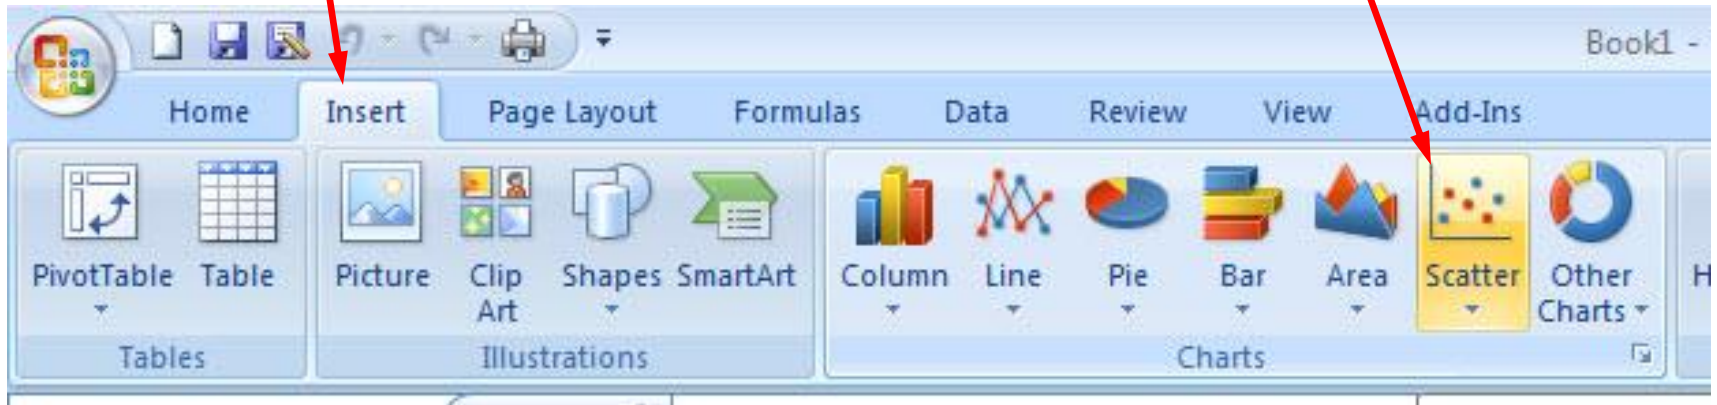 Book1 -
Home Insert Page Layout Formulas Data Review View Add-Ins
PivotTable Table Picture Clip Shapes SmartArt Column Line Pie Bar Area Scatter Other H
Art Charts
Tables Illustrations Charts